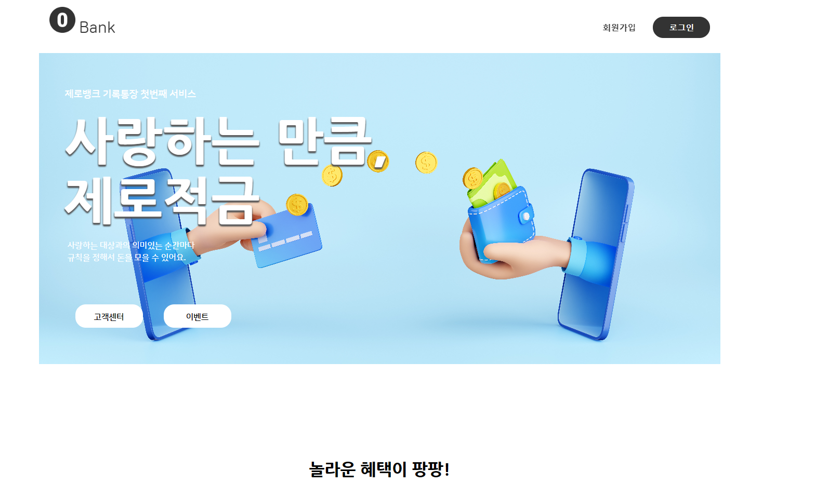 0 Bank
회원가입
로그인
제로뱅크 기록통장 첫번째 서비스
사랑하는 만큼,
제로적금
사랑하는 대상과의 의미있는 순간마다
규칙을 정해서 돈을 모을 수 있어요.
고객센터
이벤트
놀라운 혜택이 팡팡!